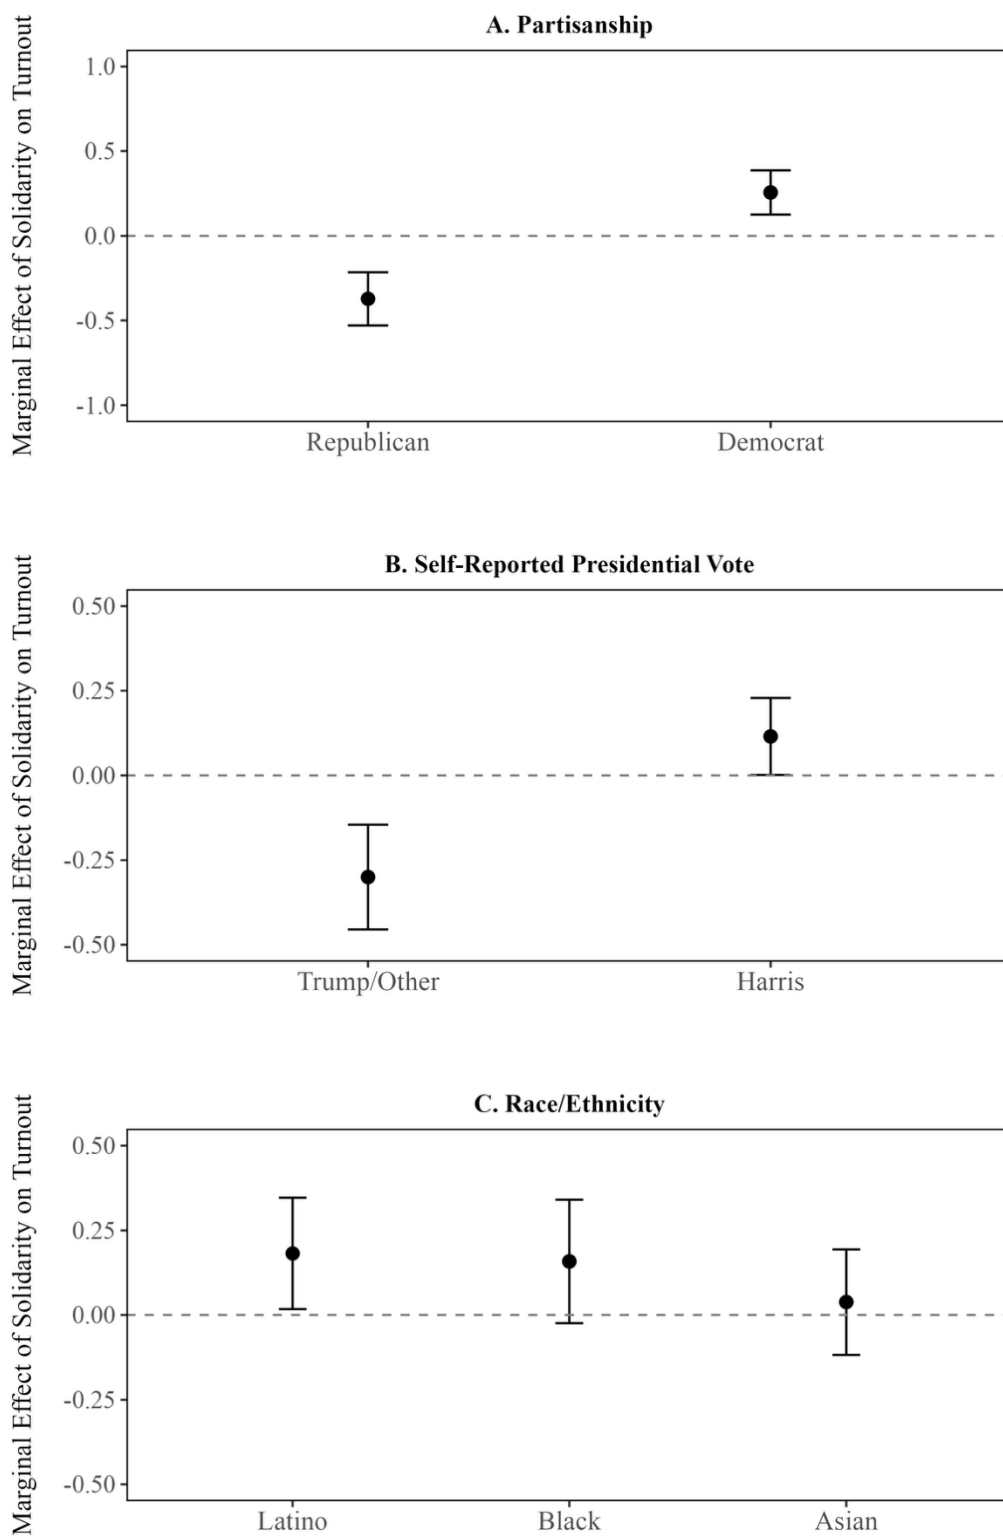 A. Partisanship
Marginal Effect of Solidarity on Turnout
1.0
0.5
0.0
-0.5
-1.0
Republican Democrat
B. Self-Reported Presidential Vote
Marginal Effect of Solidarity on Turnout
0.50
0.25
0.00
-0.25
-0.50
Trump/Other Harris
C. Race/Ethnicity
Marginal Effect of Solidarity on Turnout
0.50
0.25
0.00
-0.25
-0.50
Latino Black Asian